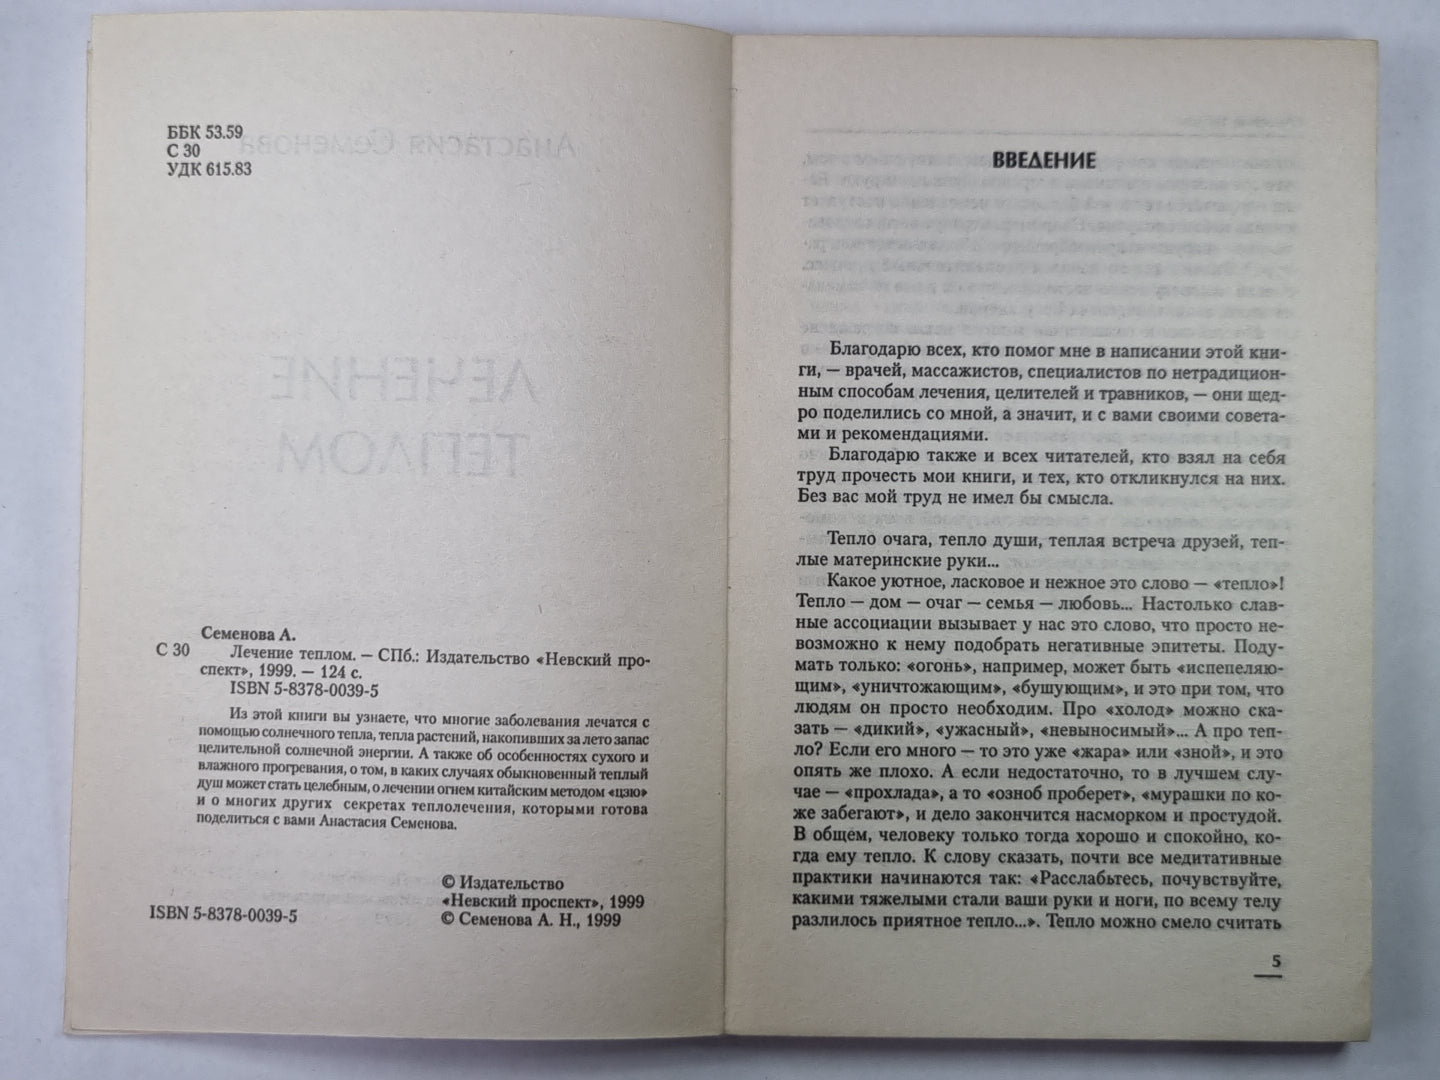 ББК 53.59
С 30
УДК 615.83
Семенова А.
С 30 Лечение теплом. — СПб.: Издательство «Невский про-
спект», 1999. — 124 с.
ISBN 5-8378-0039-5
Из этой книги вы узнаете, что многие заболевания лечатся с
помощью солнечного тепла, тепла растений, накопивших за лето запас
целительной солнечной энергии. А также об особенностях сухого и
влажного прогревания, о том, в каких случаях обыкновенный теплый
душ может стать целебным, о лечении огнем китайским методом «цзю»
и о многих других секретах теплолечения, которыми готова
поделиться с вами Анастасия Семенова.
© Издательство
«Невский проспект», 1999
ISBN 5-8378-0039-5 © Семенова А. Н., 1999
ВВЕДЕНИЕ
Благодарю всех, кто помог мне в написании этой кни-
ги, — врачей, массажистов, специалистов по нетрадицион-
ным способам лечения, целителей и травников, — они щед-
ро поделились со мной, а значит, и с вами своими совета-
ми и рекомендациями.
Благодарю также и всех читателей, кто взял на себя
труд прочесть мои книги, и тех, кто откликнулся на них.
Без вас мой труд не имел бы смысла.
Тепло очага, тепло души, теплая встреча друзей, теп-
лые материнские руки...
Какое уютное, ласковое и нежное это слово — «тепло»!
Тепло — дом — очаг — семья — любовь... Настолько слав-
ные ассоциации вызывает у нас это слово, что просто не-
возможно к нему подобрать негативные эпитеты. Поду-
мать только: «огонь», например, может быть «испепеляю-
щим», «уничтожающим», «бушующим», и это при том, что
людям он просто необходим. Про «холод» можно ска-
зать — «дикий», «ужасный», «невыносимый»... А про теп-
ло? Если его много — то это уже «жара» или «зной», и это
опять же плохо. А если недостаточно, то в лучшем слу-
чае — «прохлада», а то «озноб проберет», «мурашки по ко-
же забегают», и дело закончится насморком и простудой.
В общем, человеку только тогда хорошо и спокойно, ко-
гда ему тепло. К слову сказать, почти все медитативные
практики начинаются так: «Расслабьтесь, почувствуйте,
какими тяжелыми стали ваши руки и ноги, по всему телу
разлилось приятное тепло...». Тепло можно смело считать
5